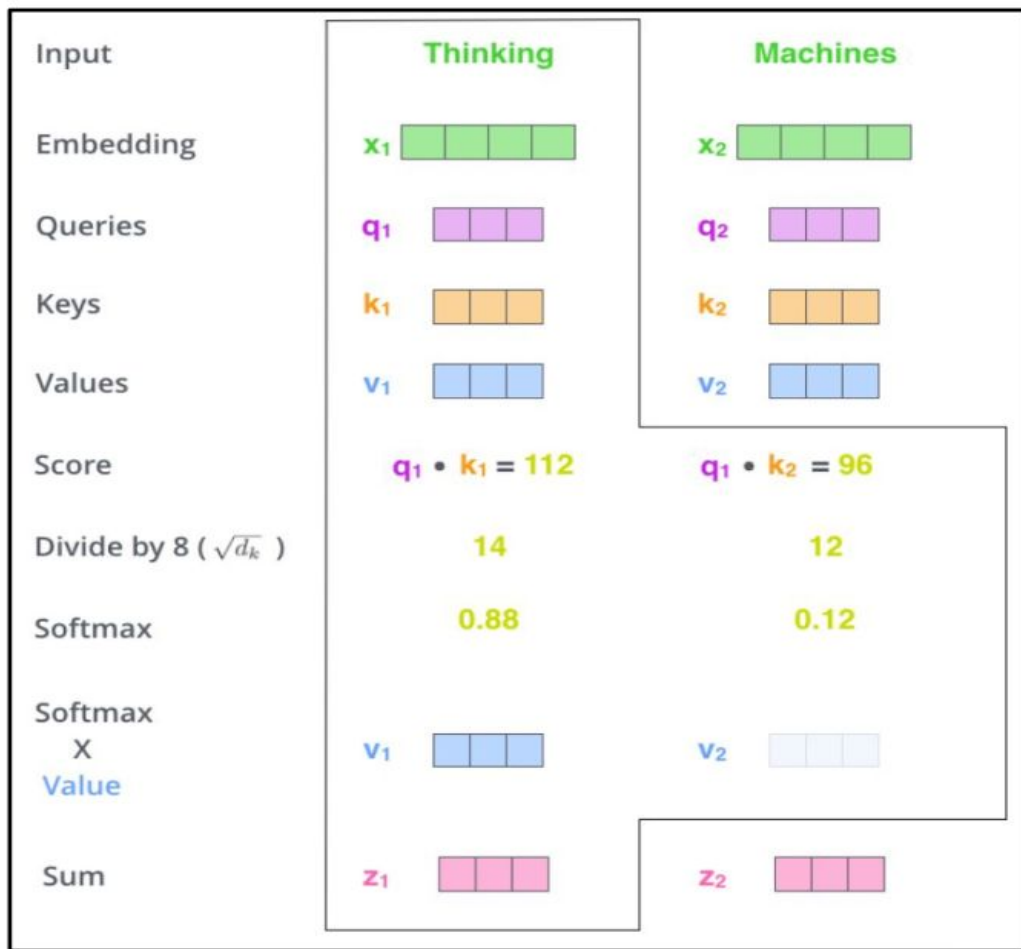 Input Thinking Machines
Embedding x₁ x₂
Queries q₁ q₂
Keys k₁ k₂
Values v₁ v₂
Score q₁ • k₁ = 112 q₁ • k₂ = 96
Divide by 8 ( √dₖ ) 14 12
Softmax 0.88 0.12
Softmax
X
Value v₁ v₂
Sum z₁ z₂